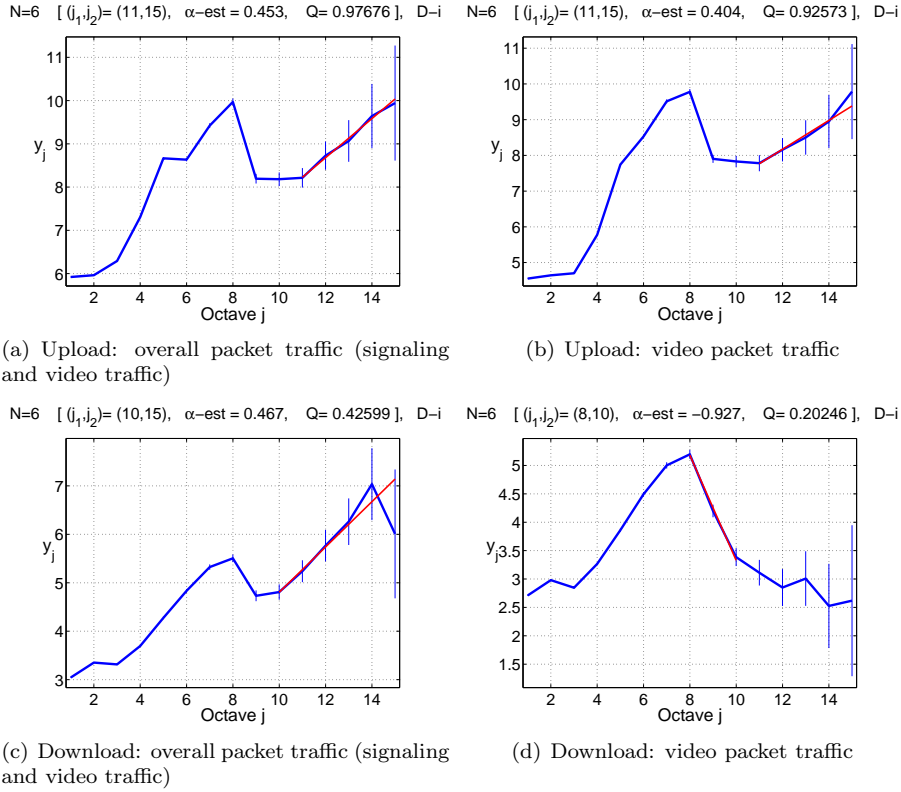 N=6 [ (j1,j2)= (11,15), α−est = 0.453, Q= 0.97676 ], D−i
11
10
9
8
7
6
yj
2 4 6 8 10 12 14
Octave j
(a) Upload: overall packet traffic (signaling
and video traffic)
N=6 [ (j1,j2)= (11,15), α−est = 0.404, Q= 0.92573 ], D−i
11
10
9
8
7
6
5
yj
2 4 6 8 10 12 14
Octave j
(b) Upload: video packet traffic
N=6 [ (j1,j2)= (10,15), α−est = 0.467, Q= 0.42599 ], D−i
7
6
5
4
3
yj
2 4 6 8 10 12 14
Octave j
(c) Download: overall packet traffic (signaling
and video traffic)
N=6 [ (j1,j2)= (8,10), α−est = −0.927, Q= 0.20246 ], D−i
5
4.5
4
3.5
3
2.5
2
1.5
yj
2 4 6 8 10 12 14
Octave j
(d) Download: video packet traffic